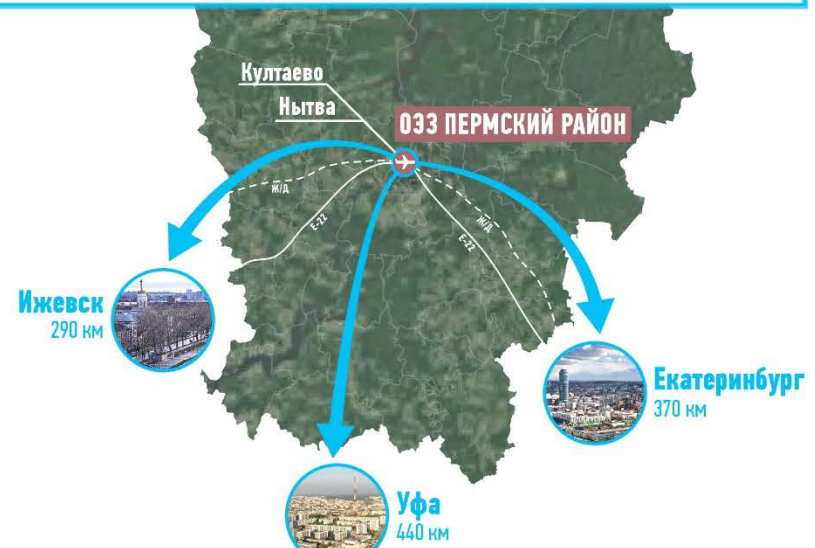 Култаево
Нытва
ОЭЗ ПЕРМСКИЙ РАЙОН
Ж/Д
Е-22
Ж/Д
Е-22
Ижевск
290 км
Екатеринбург
370 км
Уфа
440 км